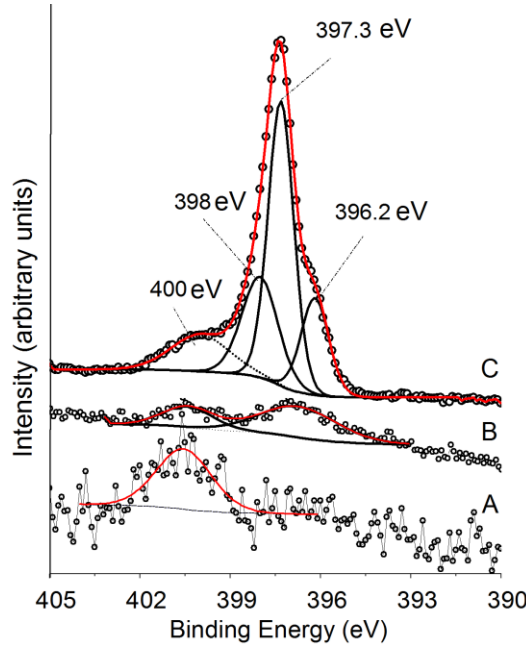 397.3 eV
398 eV
396.2 eV
400 eV
C
B
A
Intensity (arbitrary units)
405 402 399 396 393 390
Binding Energy (eV)